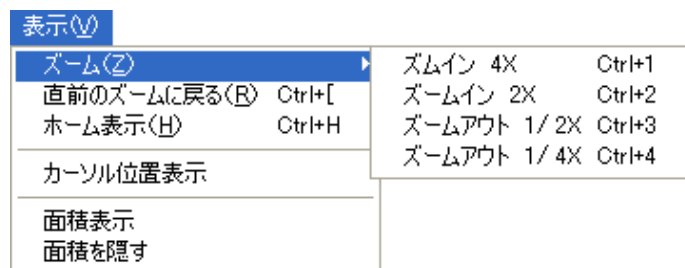 表示(V)
ズーム(Z)
直前のズームに戻る(R) Ctrl+[
ホーム表示(H) Ctrl+H
カーソル位置表示
面積表示
面積を隠す
ズムイン 4X Ctrl+1
ズームイン 2X Ctrl+2
ズームアウト 1/2X Ctrl+3
ズームアウト 1/4X Ctrl+4